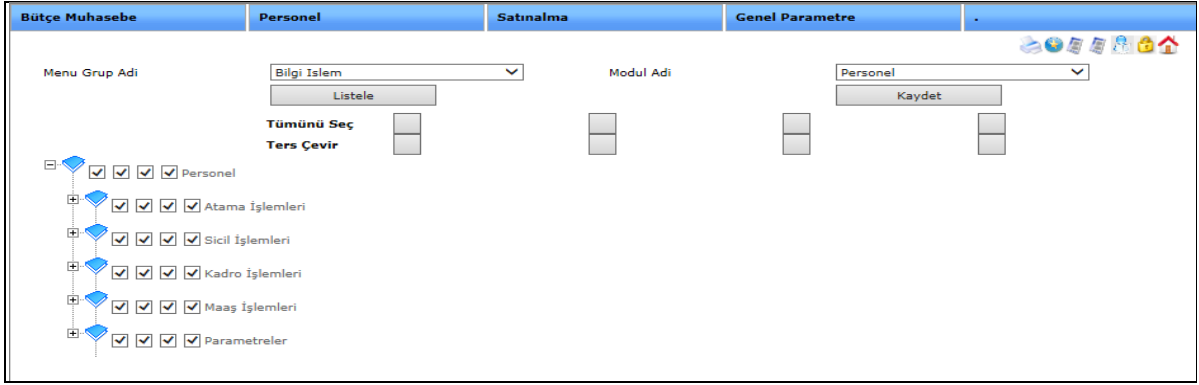 Bütçe Muhasebe Personel Satınalma Genel Parametre .
Menu Grup Adi Bilgi Islem Modul Adi Personel
Listele Kaydet
Tümünü Seç
Ters Çevir
Personel
Atama İşlemleri
Sicil İşlemleri
Kadro İşlemleri
Maaş İşlemleri
Parametreler